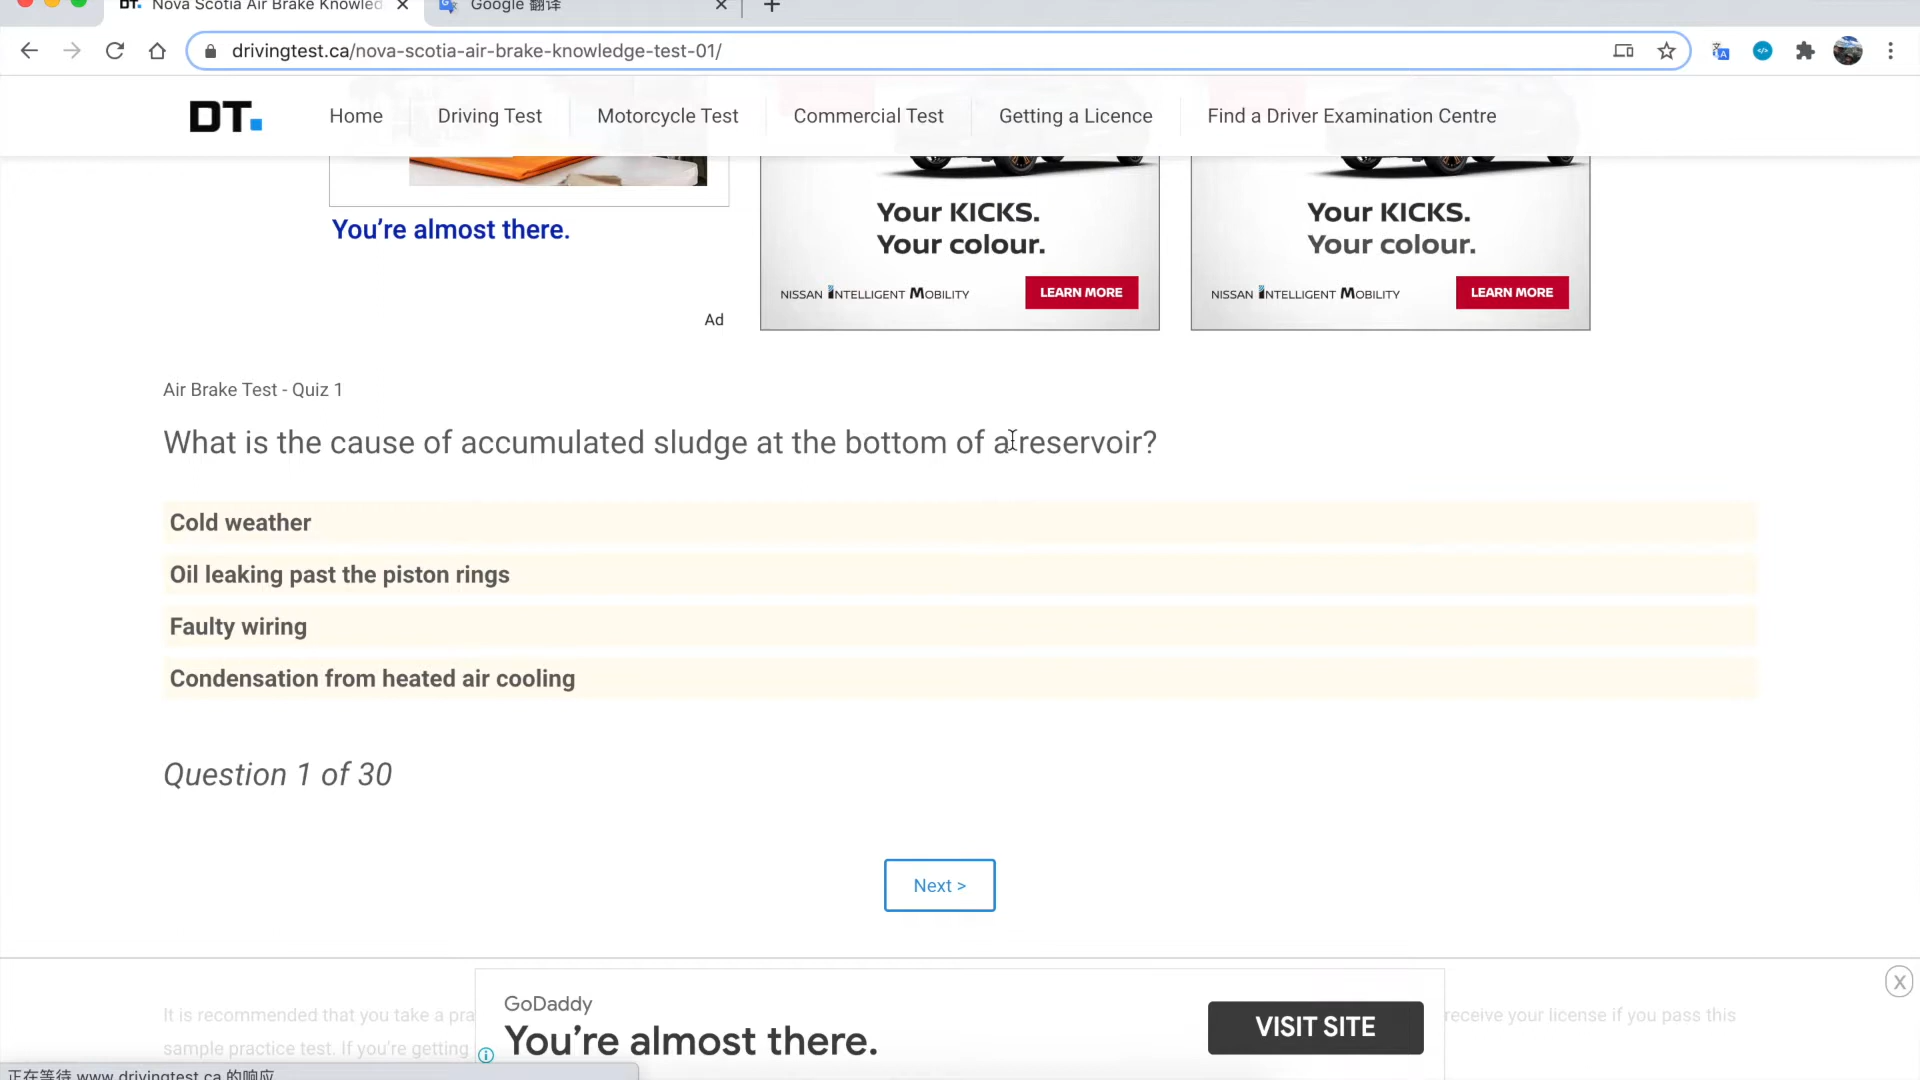 DT. Nova Scotia Air Brake Knowled
Google 翻译
drivingtest.ca/nova-scotia-air-brake-knowledge-test-01/
DT.
Home
Driving Test
Motorcycle Test
Commercial Test
Getting a Licence
Find a Driver Examination Centre
You're almost there.
Ad
Your KICKS.
Your colour.
NISSAN INTELLIGENT MOBILITY
LEARN MORE
Your KICKS.
Your colour.
NISSAN INTELLIGENT MOBILITY
LEARN MORE
Air Brake Test - Quiz 1
What is the cause of accumulated sludge at the bottom of a reservoir?
Cold weather
Oil leaking past the piston rings
Faulty wiring
Condensation from heated air cooling
Question 1 of 30
Next >
It is recommended that you take a pra
receive your license if you pass this
sample practice test. If you're getting
GoDaddy
You're almost there.
VISIT SITE
X
正在等待 www.drivingtest.ca 的响应